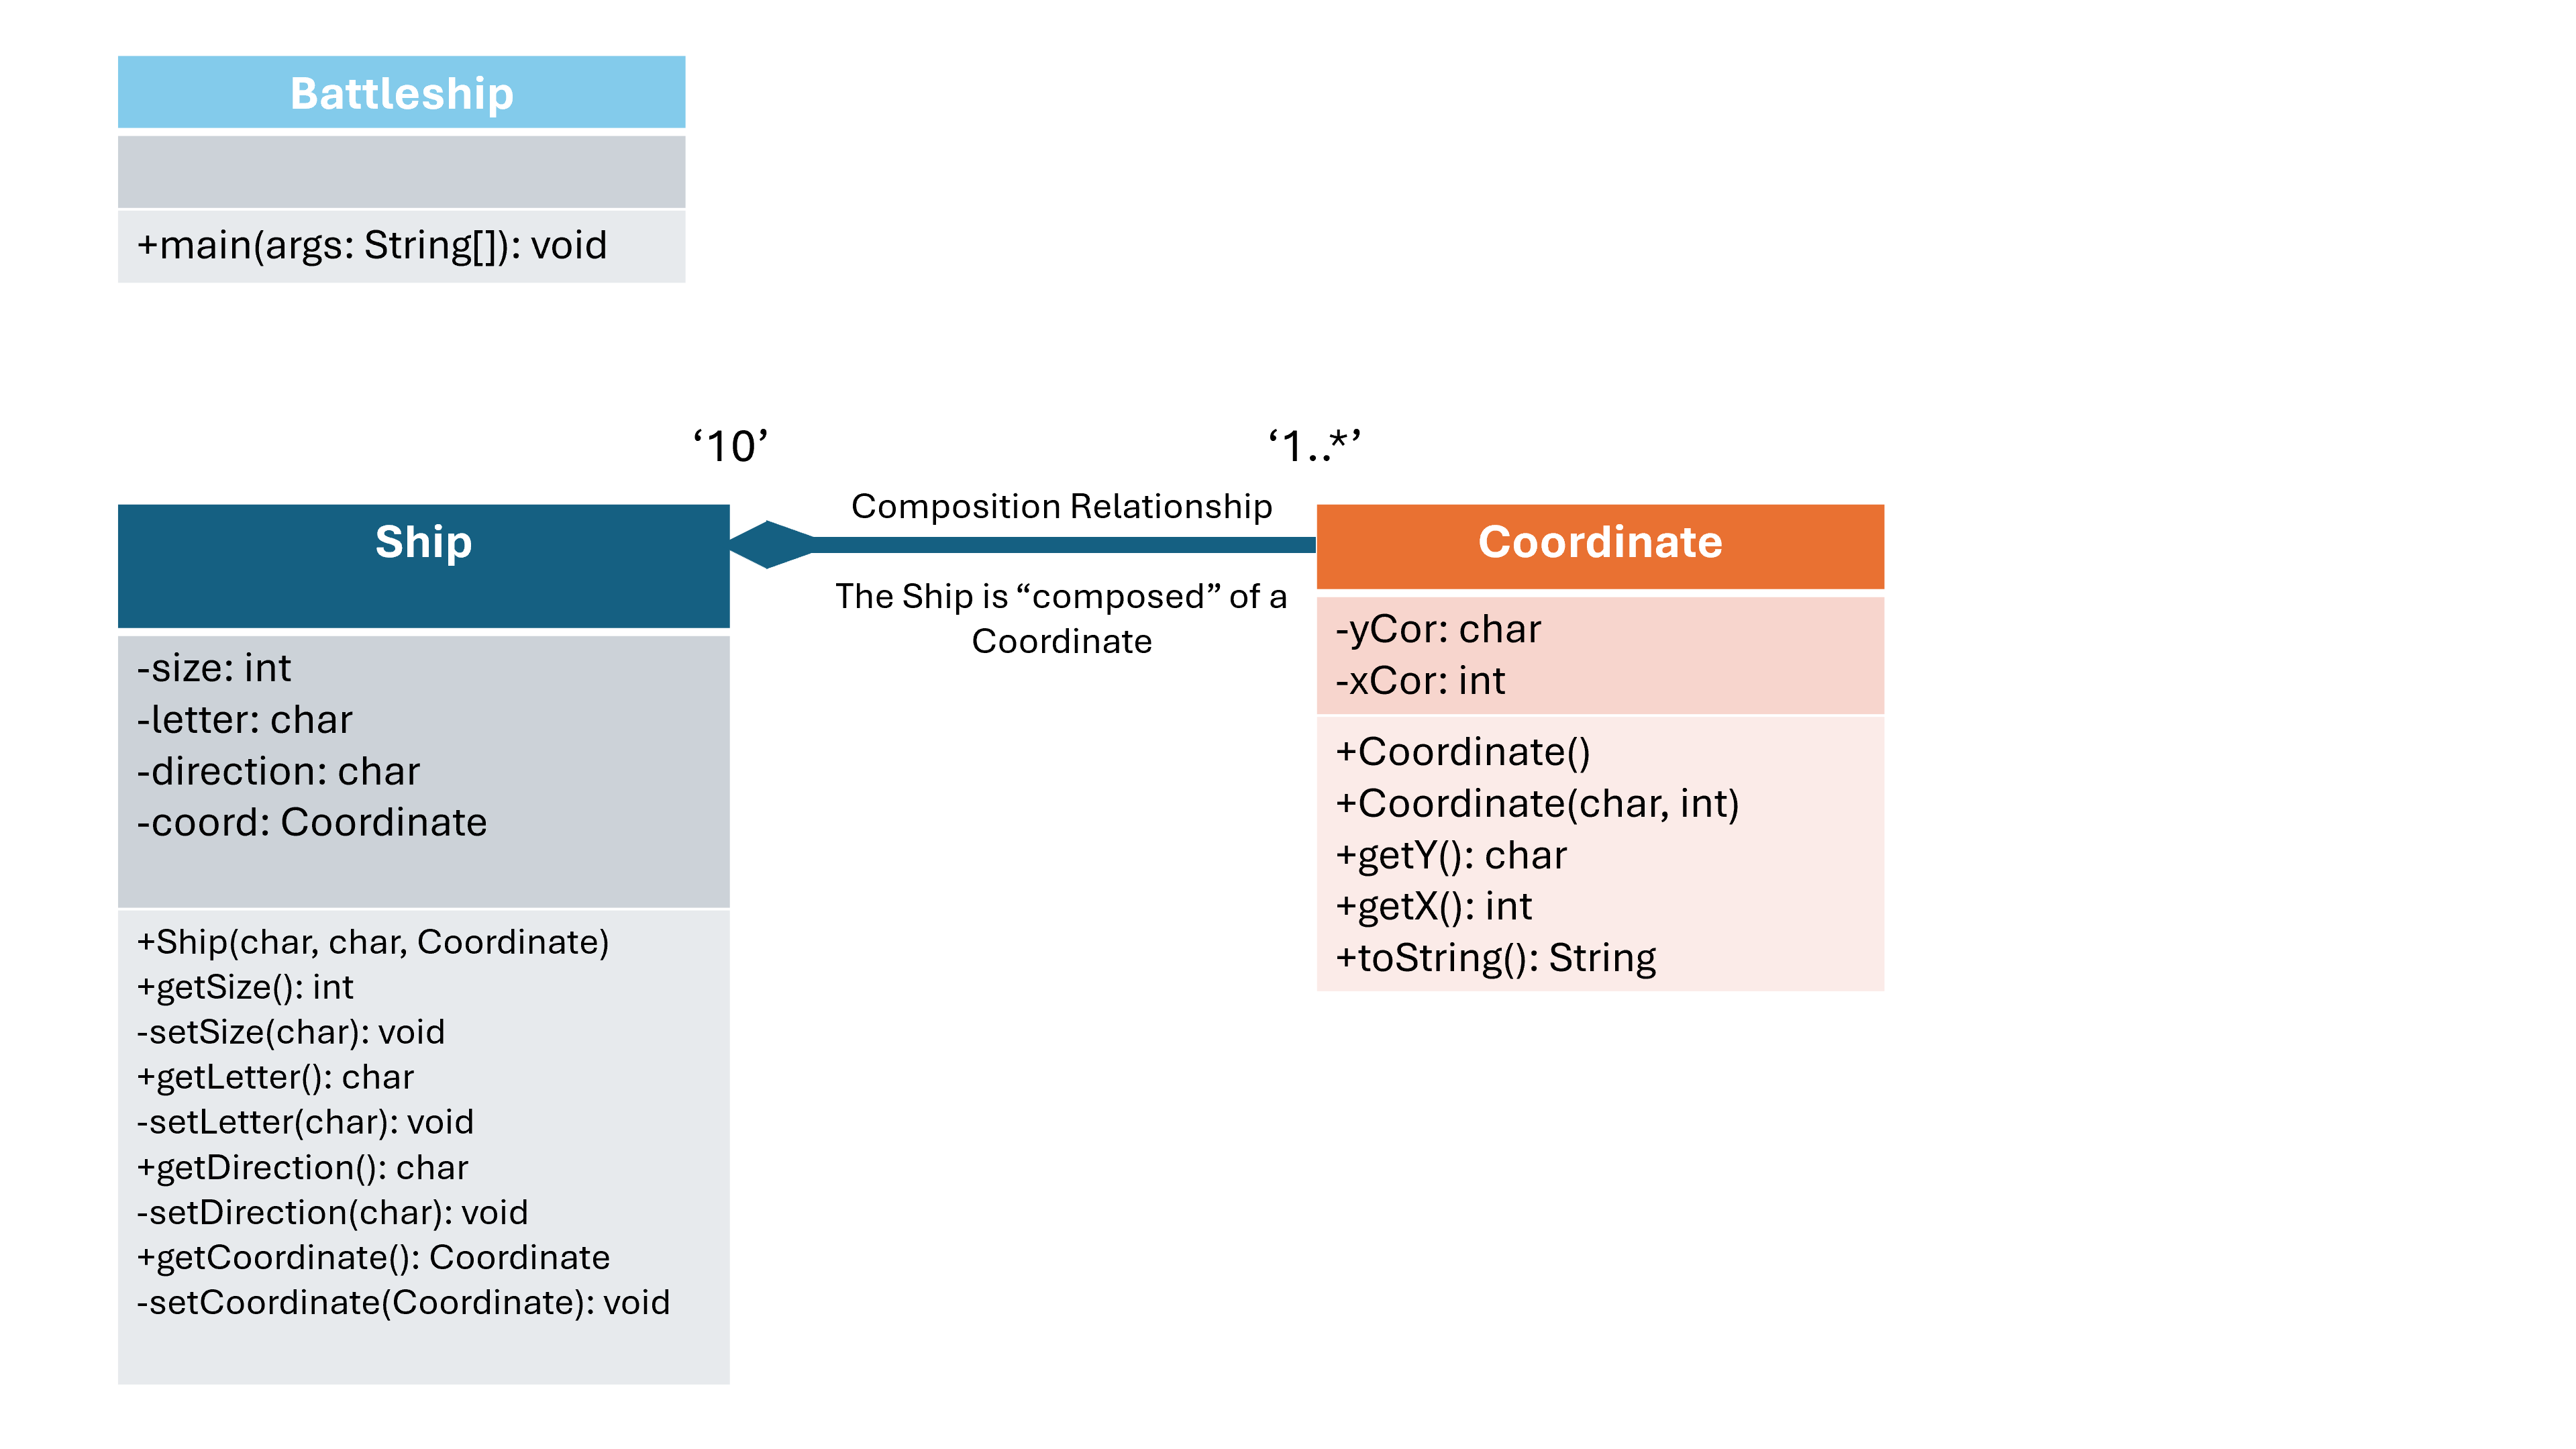 Battleship
+main(args: String[]): void
‘10’
‘1..*’
Composition Relationship
The Ship is “composed” of a
Coordinate
Ship
-size: int
-letter: char
-direction: char
-coord: Coordinate
+Ship(char, char, Coordinate)
+getSize(): int
-setSize(char): void
+getLetter(): char
-setLetter(char): void
+getDirection(): char
-setDirection(char): void
+getCoordinate(): Coordinate
-setCoordinate(Coordinate): void
Coordinate
-yCor: char
-xCor: int
+Coordinate()
+Coordinate(char, int)
+getY(): char
+getX(): int
+toString(): String